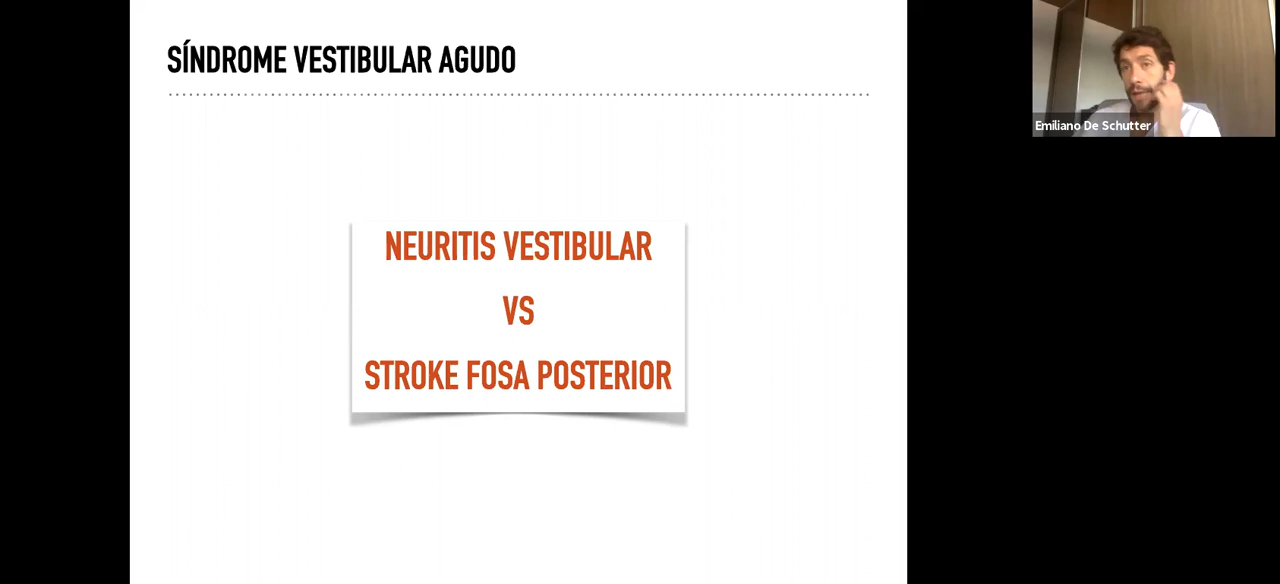 SÍNDROME VESTIBULAR AGUDO
NEURITIS VESTIBULAR
VS
STROKE FOSA POSTERIOR
Emiliano De Schutter